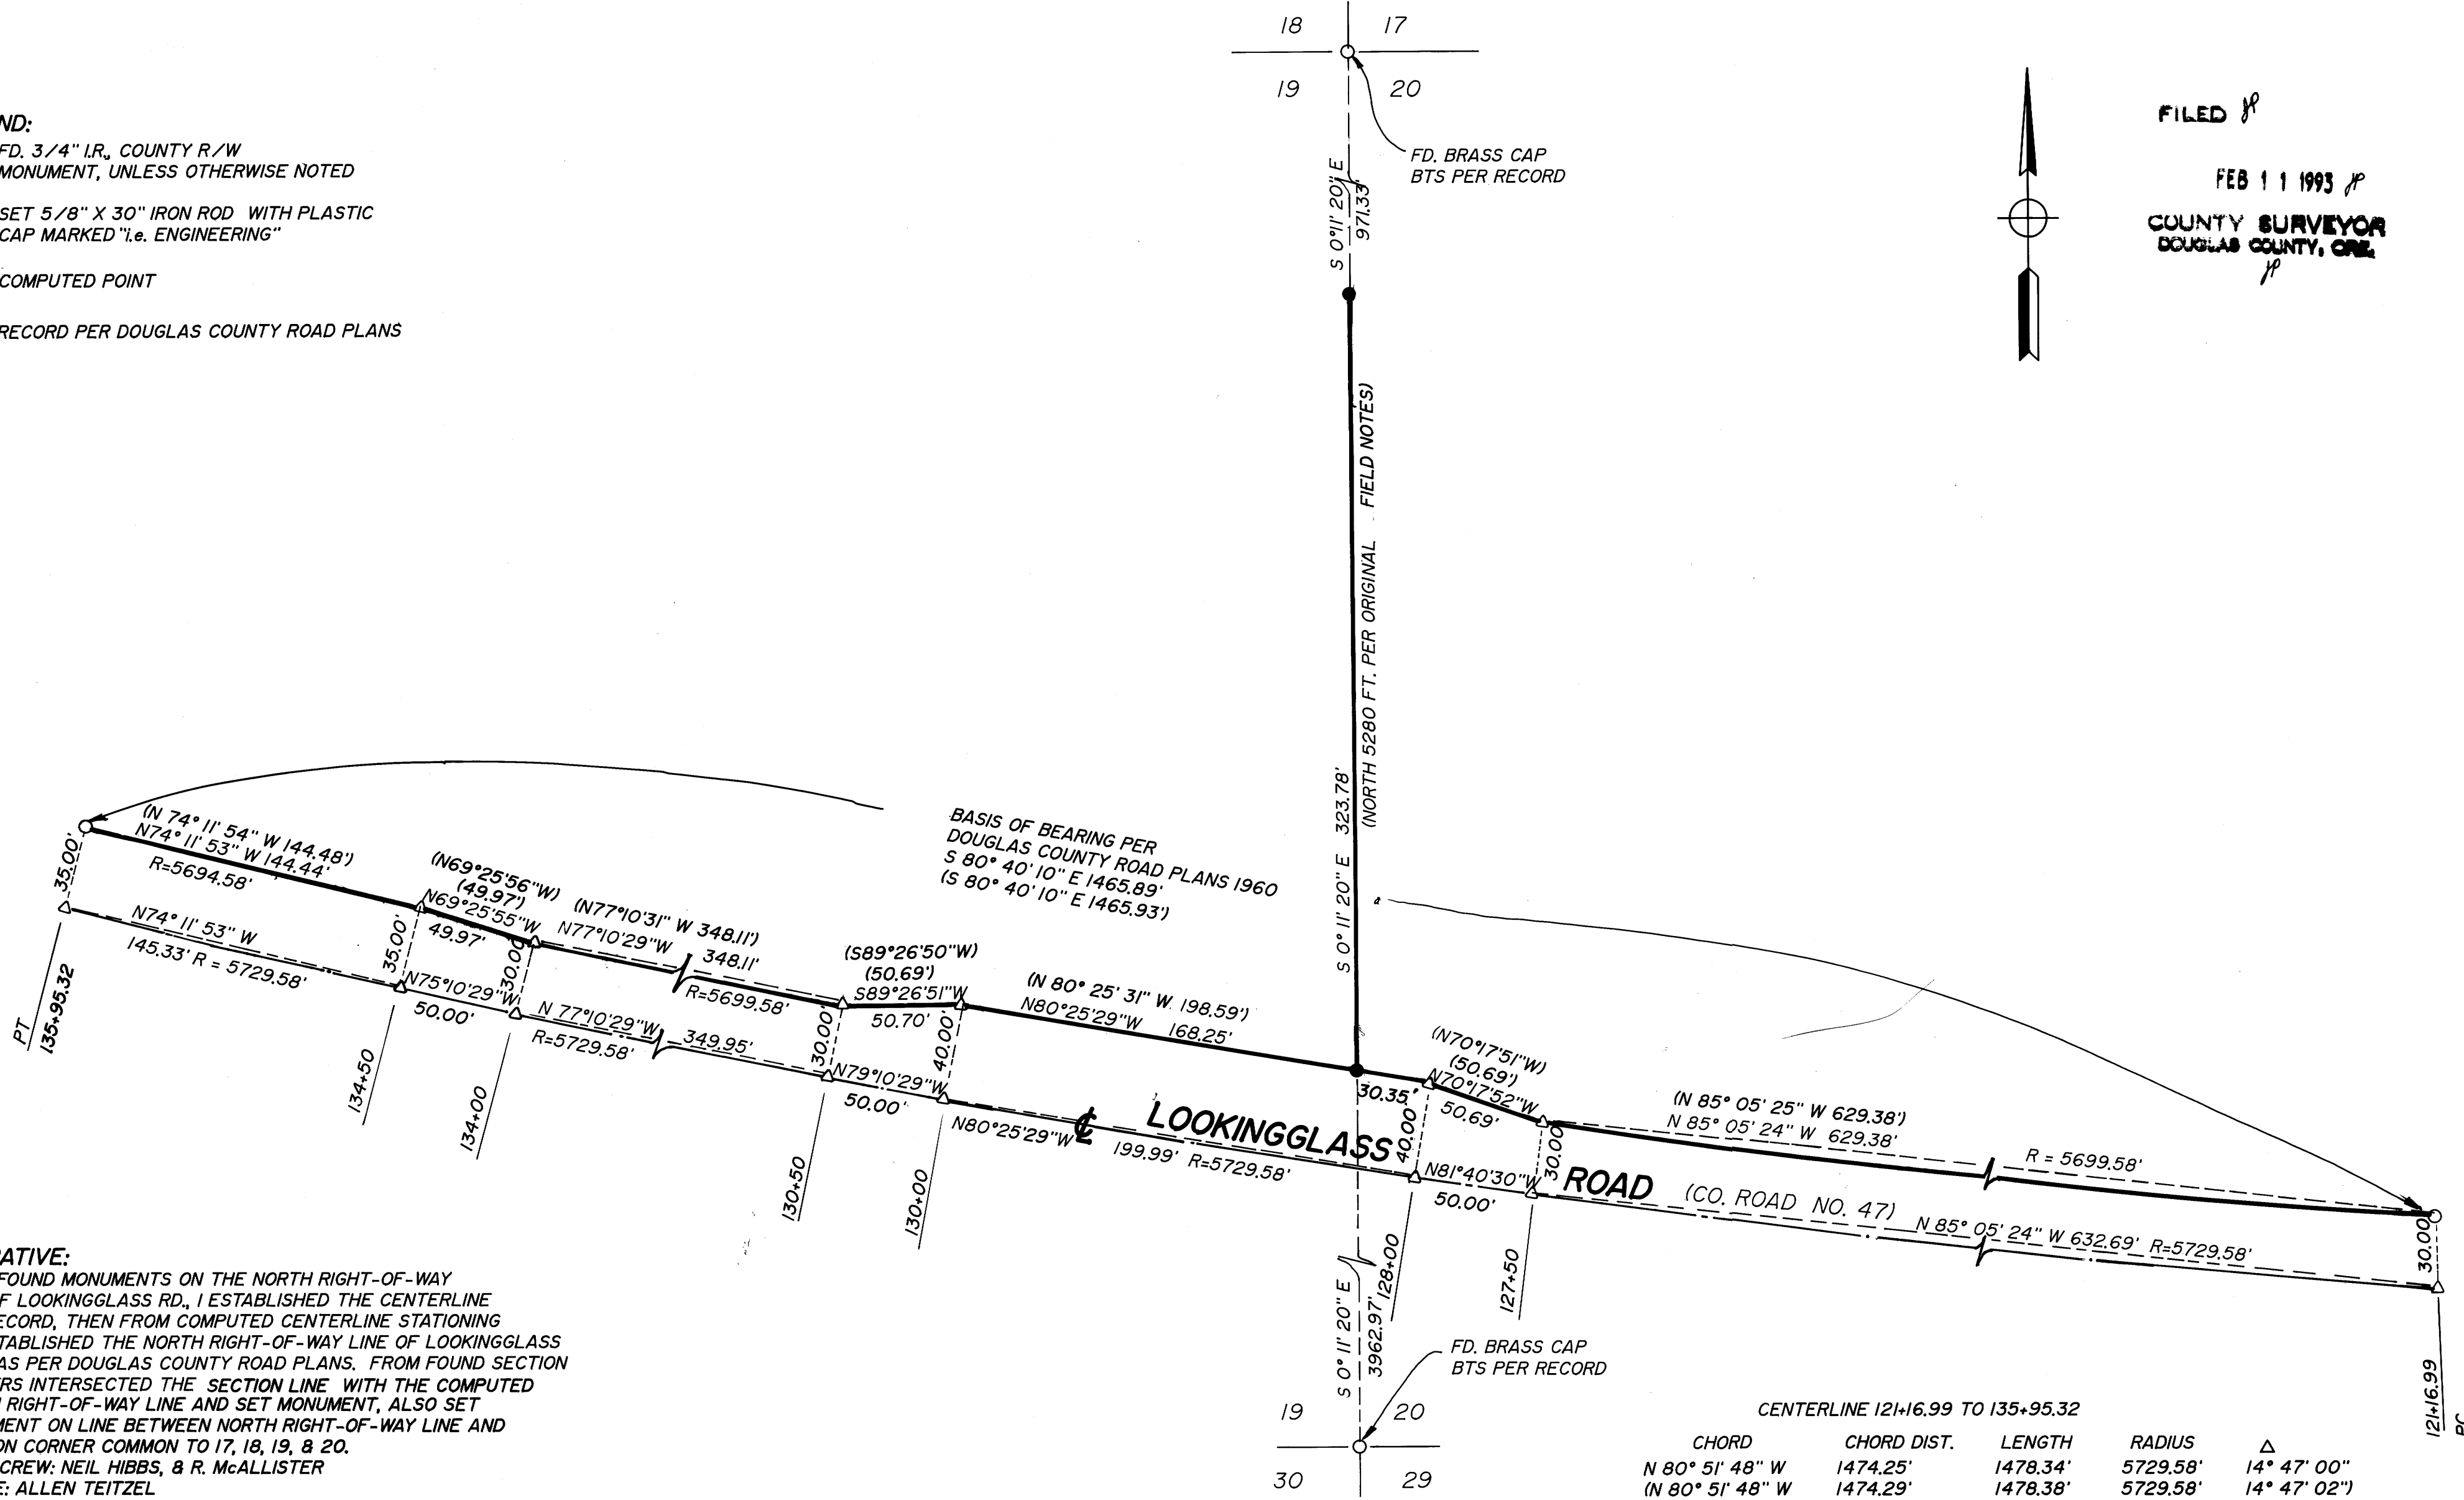 18 17
19 20
FD. BRASS CAP
BTS PER RECORD
S 0° 11' 20" E
971.33'
FILED
FEB 11 1993
COUNTY SURVEYOR
DOUGLAS COUNTY, ORE.
ND:
FD. 3/4" I.R., COUNTY R/W
MONUMENT, UNLESS OTHERWISE NOTED
SET 5/8" X 30" IRON ROD WITH PLASTIC
CAP MARKED "i.e. ENGINEERING"
COMPUTED POINT
RECORD PER DOUGLAS COUNTY ROAD PLANS
(NORTH 5280 FT. PER ORIGINAL FIELD NOTES)
S 0° 11' 20" E 323.78'
BASIS OF BEARING PER
DOUGLAS COUNTY ROAD PLANS 1960
S 80° 40' 10" E 1465.89'
(S 80° 40' 10" E 1465.93')
(N 74° 11' 54" W 144.48')
N74° 11' 53" W 144.44'
R=5694.58'
35.00'
N74° 11' 53" W
145.33' R = 5729.58'
PT
135+95.32
(N69°25'56"W)
(49.97')
N69°25'55"W
49.97'
35.00'
30.00'
N75°10'29"W
50.00'
134+50
134+00
(N77°10'31" W 348.11')
N77°10'29"W 348.11'
R=5699.58'
N 77°10'29"W 349.95'
R=5729.58'
(S89°26'50"W)
(50.69')
S89°26'51"W
50.70'
30.00'
40.00'
N79°10'29"W
50.00'
130+50
130+00
(N 80° 25' 31" W 198.59')
N80°25'29"W 168.25'
30.35'
N80°25'29"W
199.99' R=5729.58'
℄ LOOKINGGLASS ROAD (CO. ROAD NO. 47)
(N70°17'51"W)
(50.69')
N70°17'52"W
50.69'
40.00'
30.00'
N81°40'30"W
50.00'
128+00
127+50
(N 85° 05' 25" W 629.38')
N 85° 05' 24" W 629.38'
R = 5699.58'
N 85° 05' 24" W 632.69' R=5729.58'
30.00'
121+16.99
S 0° 11' 20" E
3962.97'
FD. BRASS CAP
BTS PER RECORD
19 20
30 29
ATIVE:
FOUND MONUMENTS ON THE NORTH RIGHT-OF-WAY
F LOOKINGGLASS RD., I ESTABLISHED THE CENTERLINE
ECORD, THEN FROM COMPUTED CENTERLINE STATIONING
TABLISHED THE NORTH RIGHT-OF-WAY LINE OF LOOKINGGLASS
AS PER DOUGLAS COUNTY ROAD PLANS. FROM FOUND SECTION
RS INTERSECTED THE SECTION LINE WITH THE COMPUTED
RIGHT-OF-WAY LINE AND SET MONUMENT, ALSO SET
MENT ON LINE BETWEEN NORTH RIGHT-OF-WAY LINE AND
ON CORNER COMMON TO 17, 18, 19, & 20.
CREW: NEIL HIBBS, & R. McALLISTER
E: ALLEN TEITZEL
CENTERLINE 121+16.99 TO 135+95.32
CHORD CHORD DIST. LENGTH RADIUS △
N 80° 51' 48" W 1474.25' 1478.34' 5729.58' 14° 47' 00"
(N 80° 51' 48" W 1474.29' 1478.38' 5729.58' 14° 47' 02")